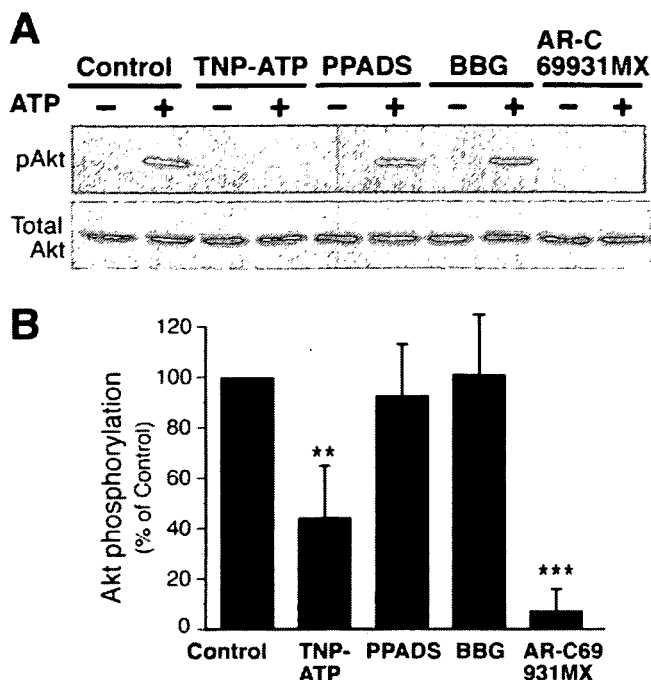 A
Control TNP-ATP PPADS BBG AR-C
69931MX
ATP − + − + − + − + − +
pAkt
Total
Akt
B
Akt phosphorylation
(% of Control)
120
100
80
60
40
20
0
**
***
Control TNP-
ATP PPADS BBG AR-C69
931MX